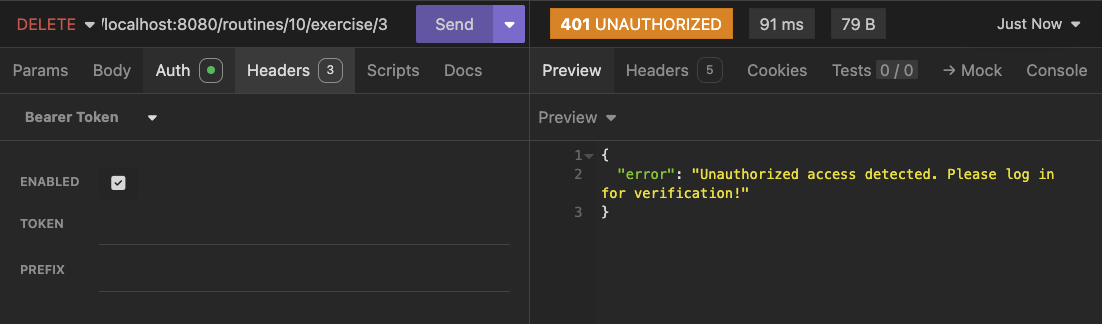 DELETE /localhost:8080/routines/10/exercise/3 Send 401 UNAUTHORIZED 91 ms 79 B Just Now
Params Body Auth Headers 3 Scripts Docs Preview Headers 5 Cookies Tests 0 / 0 → Mock Console
Bearer Token Preview
ENABLED
TOKEN
PREFIX
1 {
2 "error": "Unauthorized access detected. Please log in
for verification!"
3 }